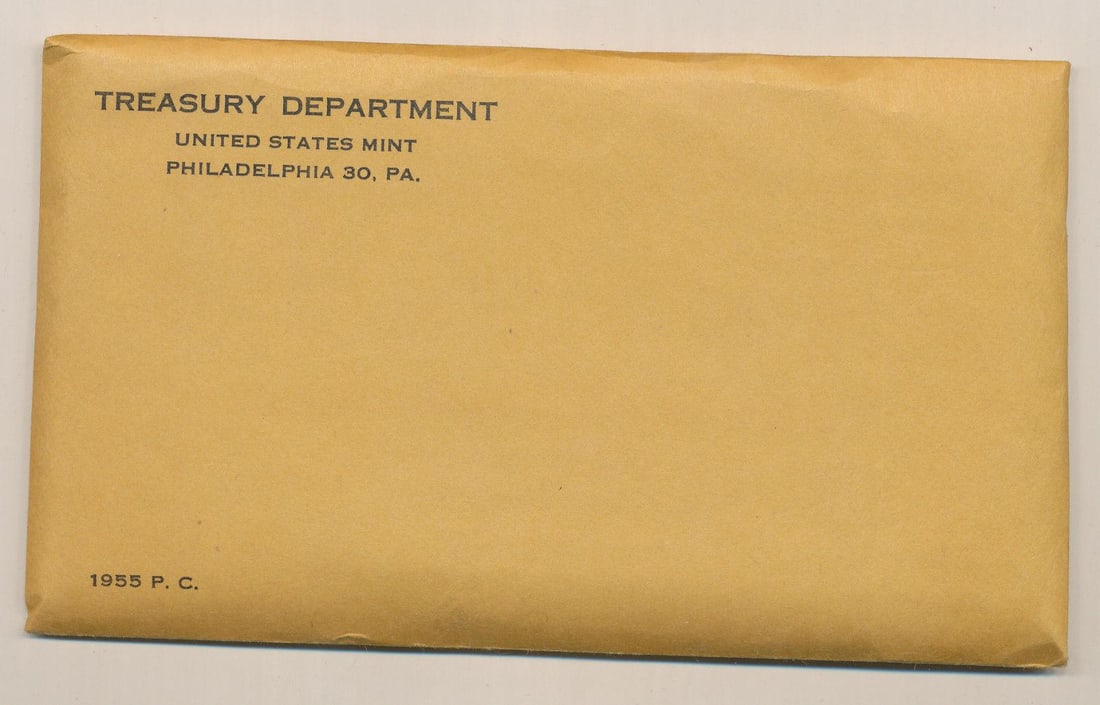 TREASURY DEPARTMENT
UNITED STATES MINT
PHILADELPHIA 30, PA.
1955 P. C.